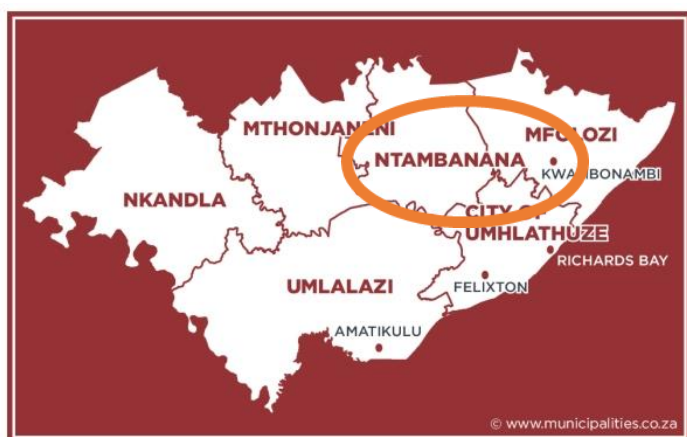 MTHONJANENI
MFOLOZI
NTAMBANANA
KWAMBONAMBI
NKANDLA
CITY OF
UMHLATHUZE
RICHARDS BAY
UMLALAZI
FELIXTON
AMATIKULU
© www.municipalities.co.za